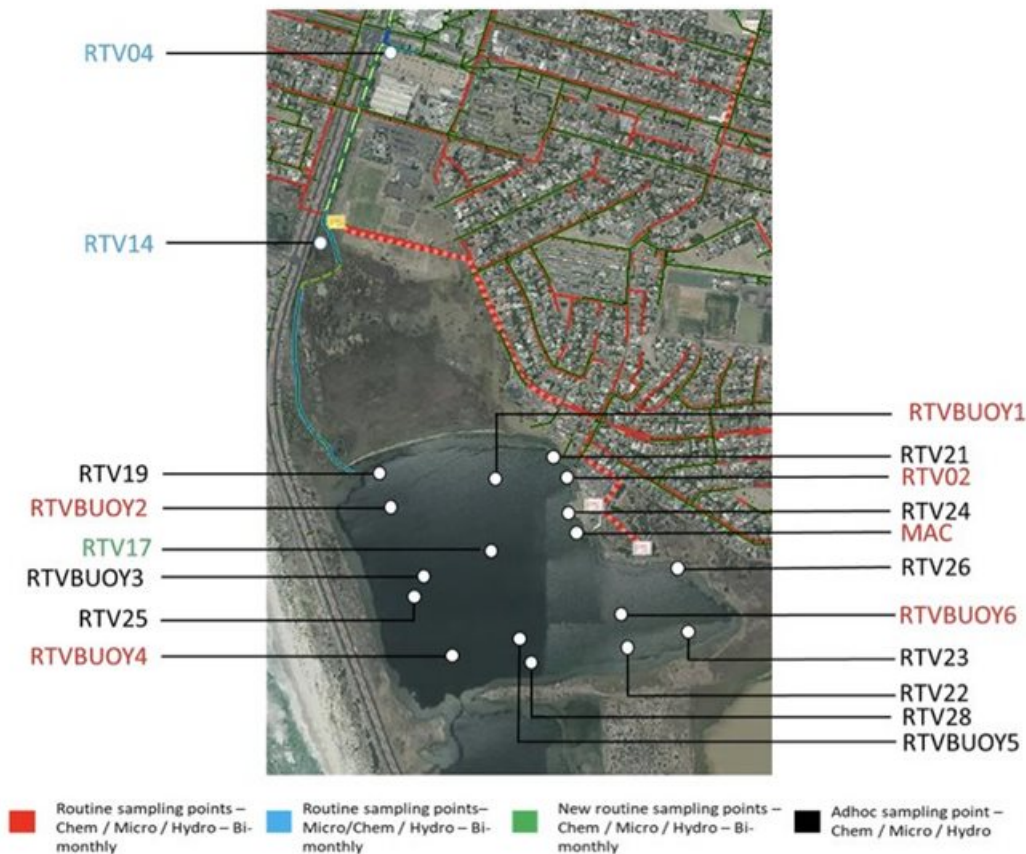 RTV04
RTV14
RTVBUOY1
RTV21
RTV19
RTV02
RTVBUOY2
RTV24
MAC
RTV17
RTV26
RTVBUOY3
RTV25
RTVBUOY6
RTVBUOY4
RTV23
RTV22
RTV28
RTVBUOY5
Routine sampling points –
Chem / Micro / Hydro – Bi-
monthly
Routine sampling points–
Micro/Chem / Hydro – Bi-
monthly
New routine sampling points –
Chem / Micro / Hydro – Bi-
monthly
Adhoc sampling point –
Chem / Micro / Hydro